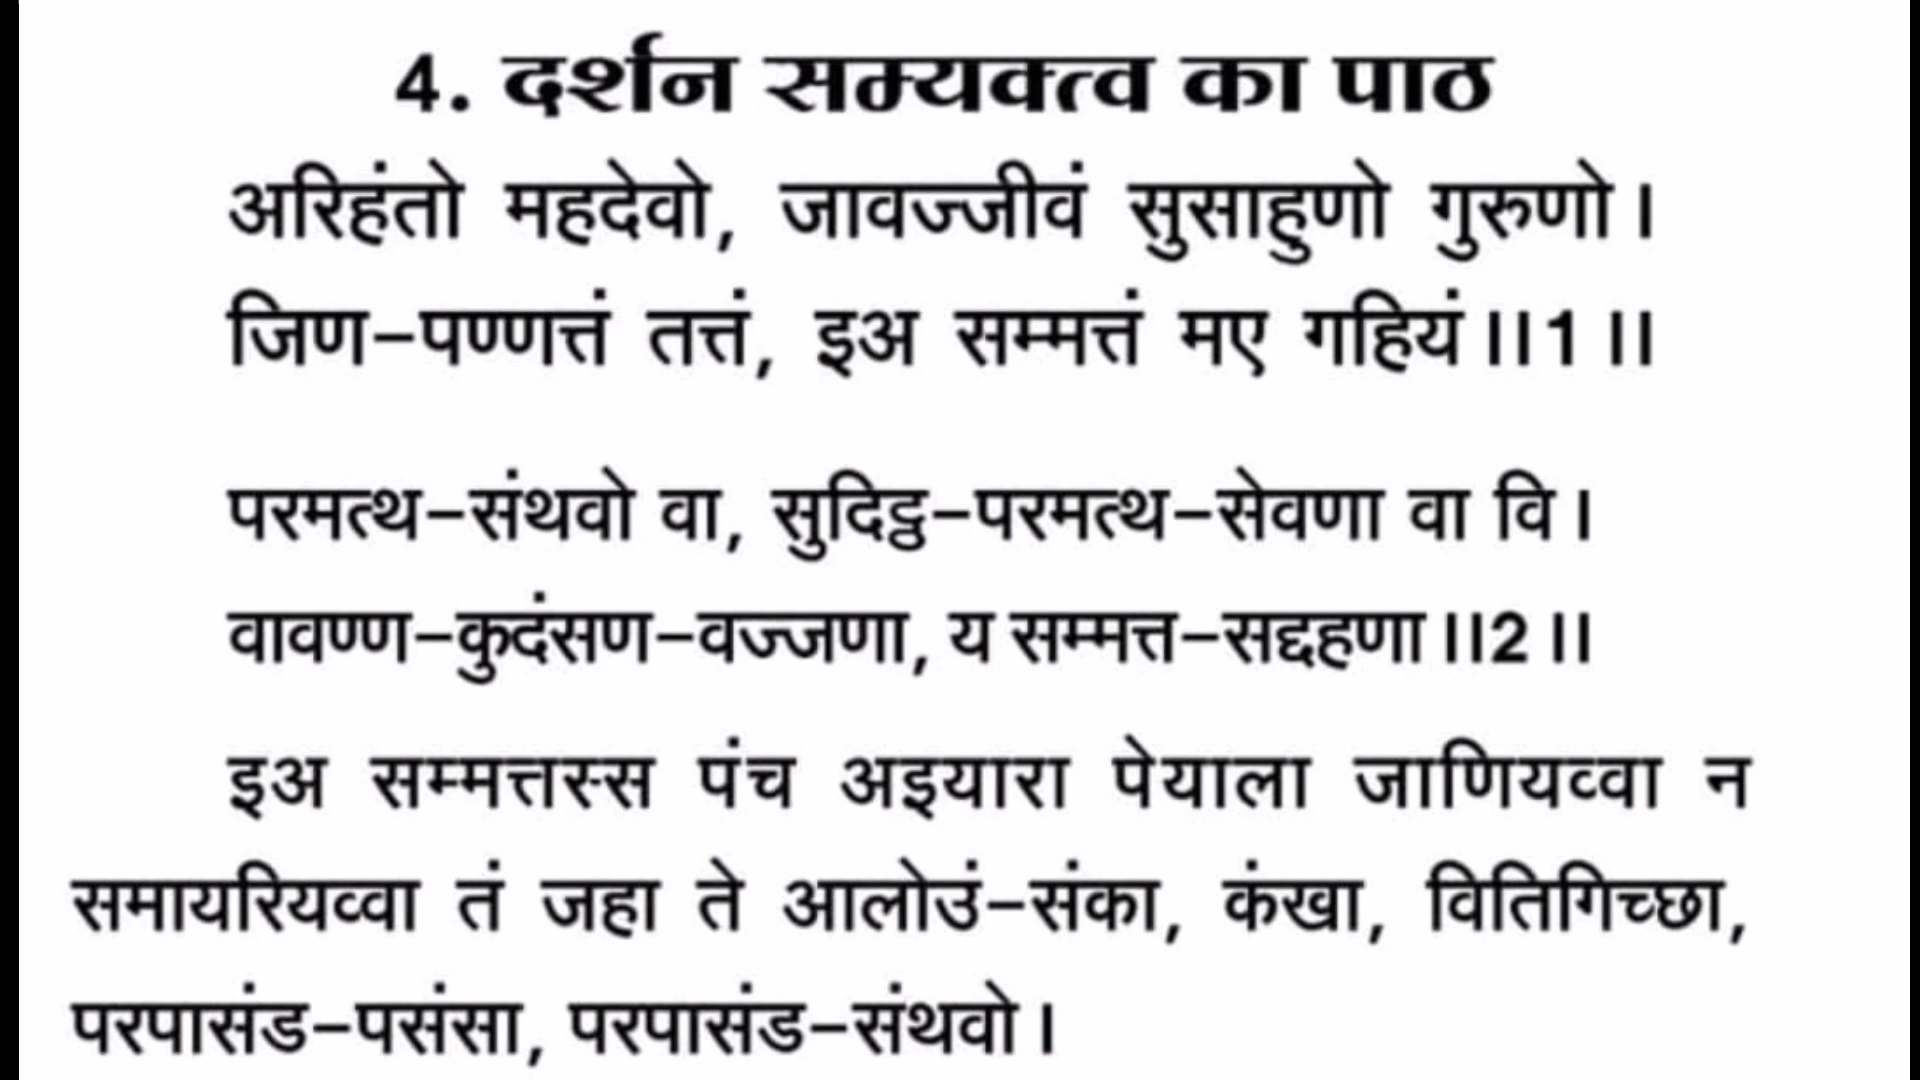 4. दर्शन सम्यक्त्व का पाठ
अरिहंतो महदेवो, जावज्जीवं सुसाहुणो गुरुणो।
जिण-पण्णत्तं तत्तं, इअ सम्मत्तं मए गहियं।।1।।
परमत्थ-संथवो वा, सुदिट्ठ-परमत्थ-सेवणा वा वि।
वावण्ण-कुदंसण-वज्जणा, य सम्मत्त-सद्दहणा।।2।।
इअ सम्मत्तस्स पंच अइयारा पेयाला जाणियव्वा न
समायरियव्वा तं जहा ते आलोउं-संका, कंखा, वितिगिच्छा,
परपासंड-पसंसा, परपासंड-संथवो।